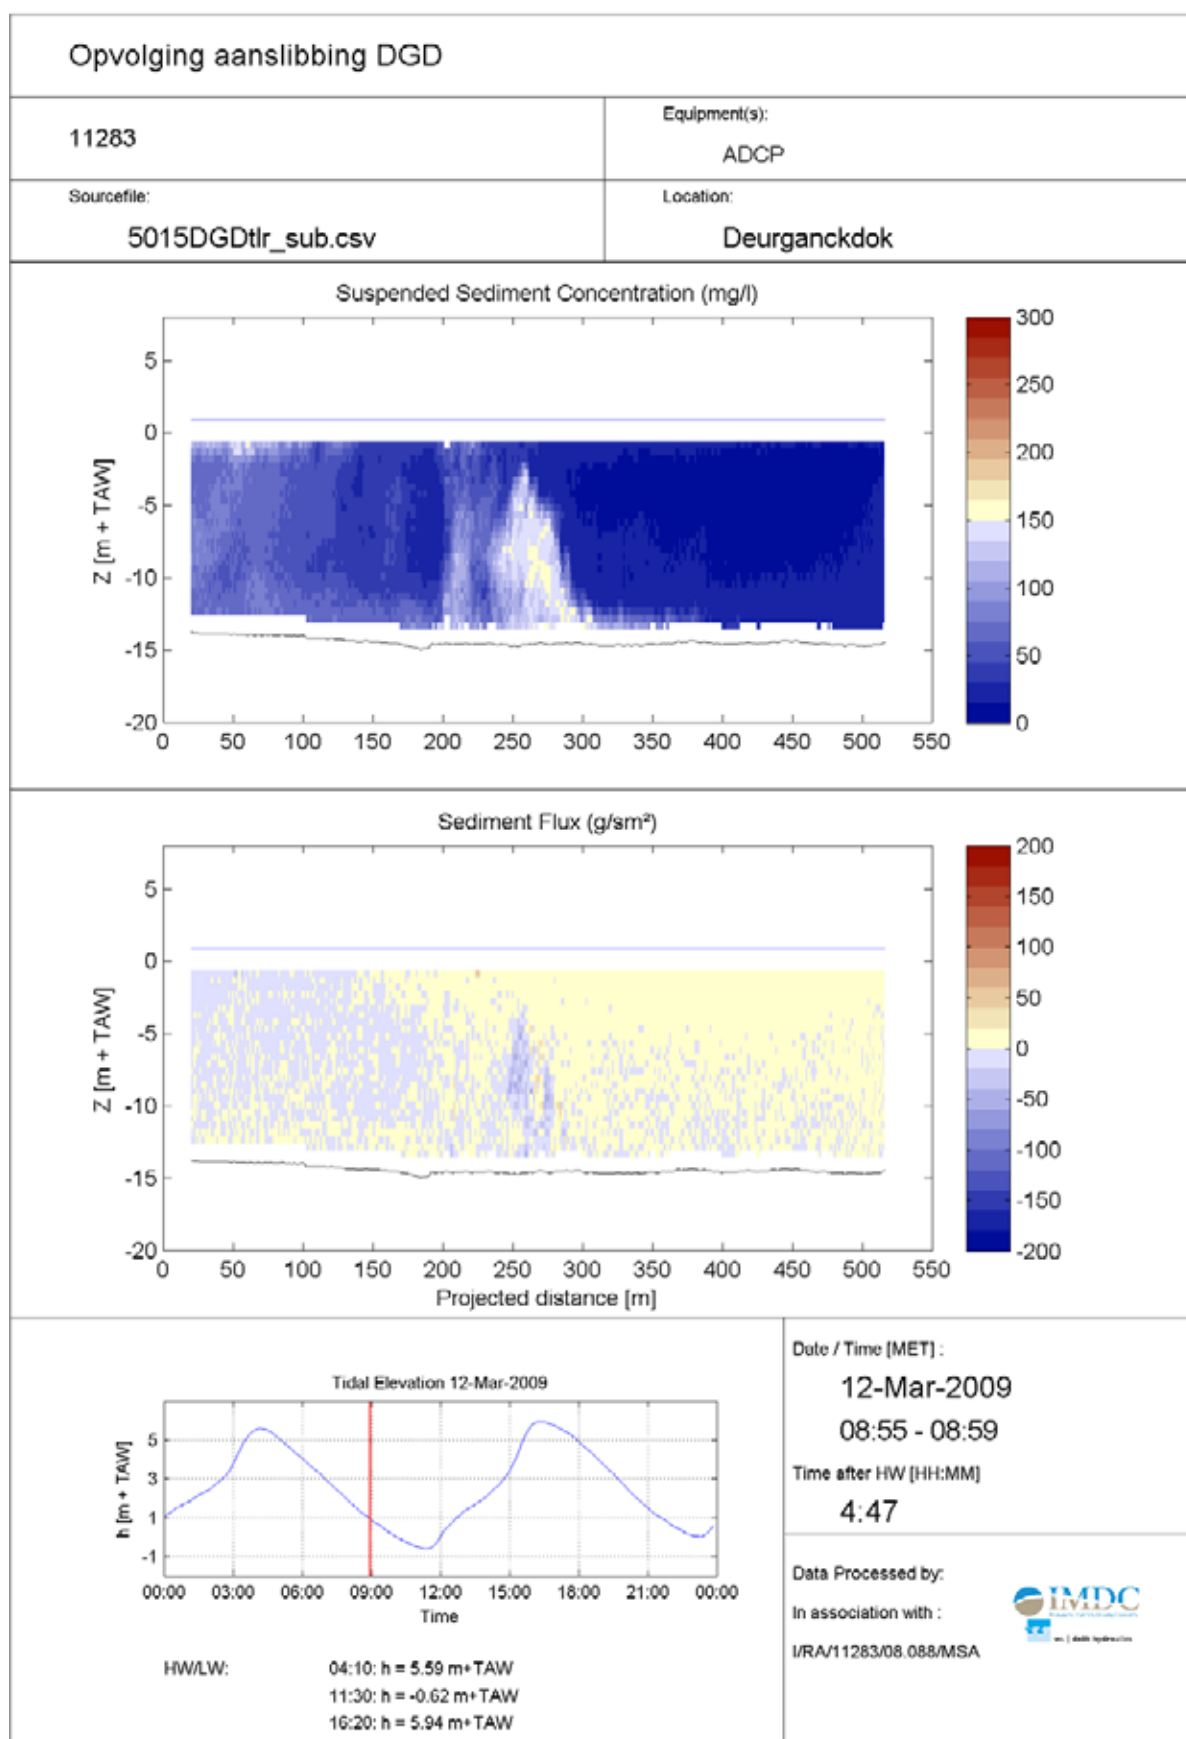 Opvolging aanslibbing DGD
11283
Equipment(s):
ADCP
Sourcefile:
5015DGDtlr_sub.csv
Location:
Deurganckdok
Suspended Sediment Concentration (mg/l)
5
0
-5
-10
-15
-20
Z [m + TAW]
0 50 100 150 200 250 300 350 400 450 500 550
300
250
200
150
100
50
0
Sediment Flux (g/sm²)
5
0
-5
-10
-15
-20
Z [m + TAW]
0 50 100 150 200 250 300 350 400 450 500 550
Projected distance [m]
200
150
100
50
0
-50
-100
-150
-200
Tidal Elevation 12-Mar-2009
5
3
1
-1
h [m + TAW]
00:00 03:00 06:00 09:00 12:00 15:00 18:00 21:00 00:00
Time
HW/LW:
04:10: h = 5.59 m+TAW
11:30: h = -0.62 m+TAW
16:20: h = 5.94 m+TAW
Date / Time [MET] :
12-Mar-2009
08:55 - 08:59
Time after HW [HH:MM]
4:47
Data Processed by:
IMDC
In association with :
wl | delft hydraulics
I/RA/11283/08.088/MSA